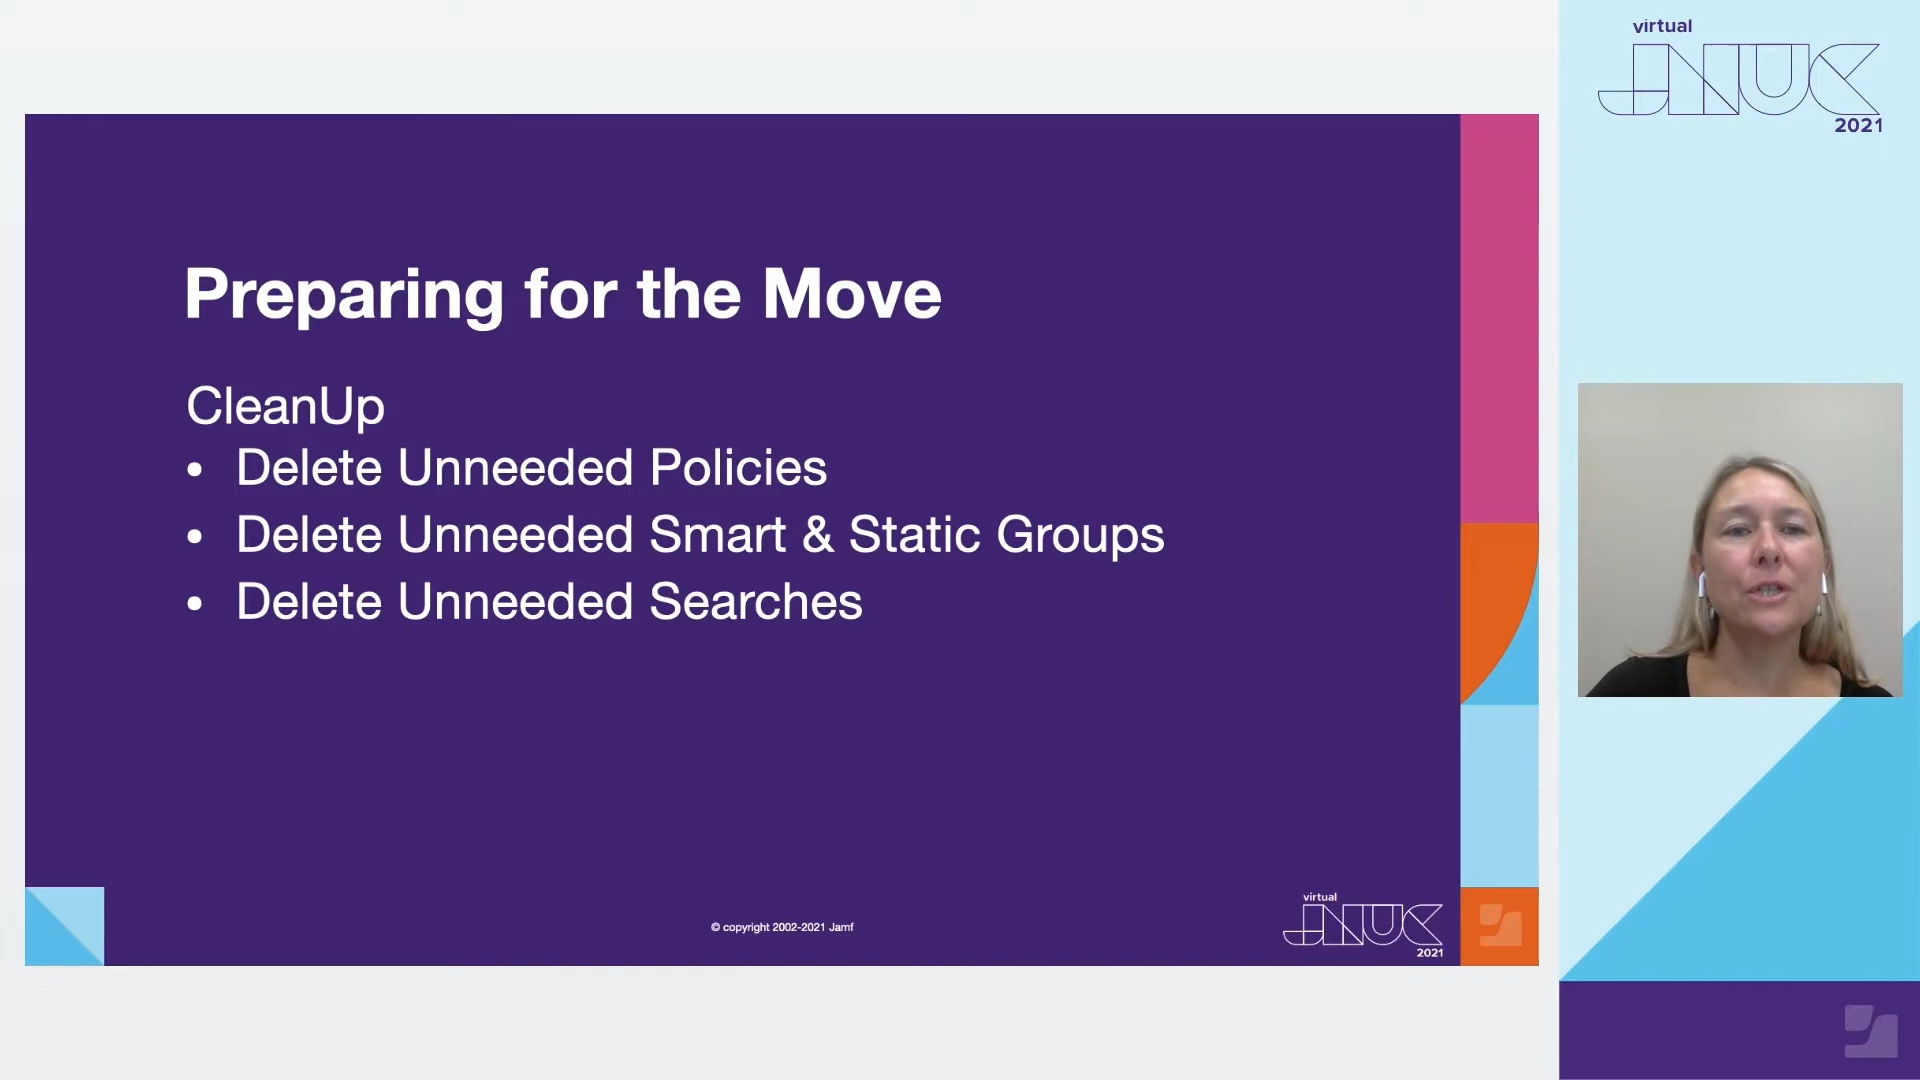 Preparing for the Move
CleanUp
• Delete Unneeded Policies
• Delete Unneeded Smart & Static Groups
• Delete Unneeded Searches
© copyright 2002-2021 Jamf
virtual
JNUC
2021
virtual
JNUC
2021